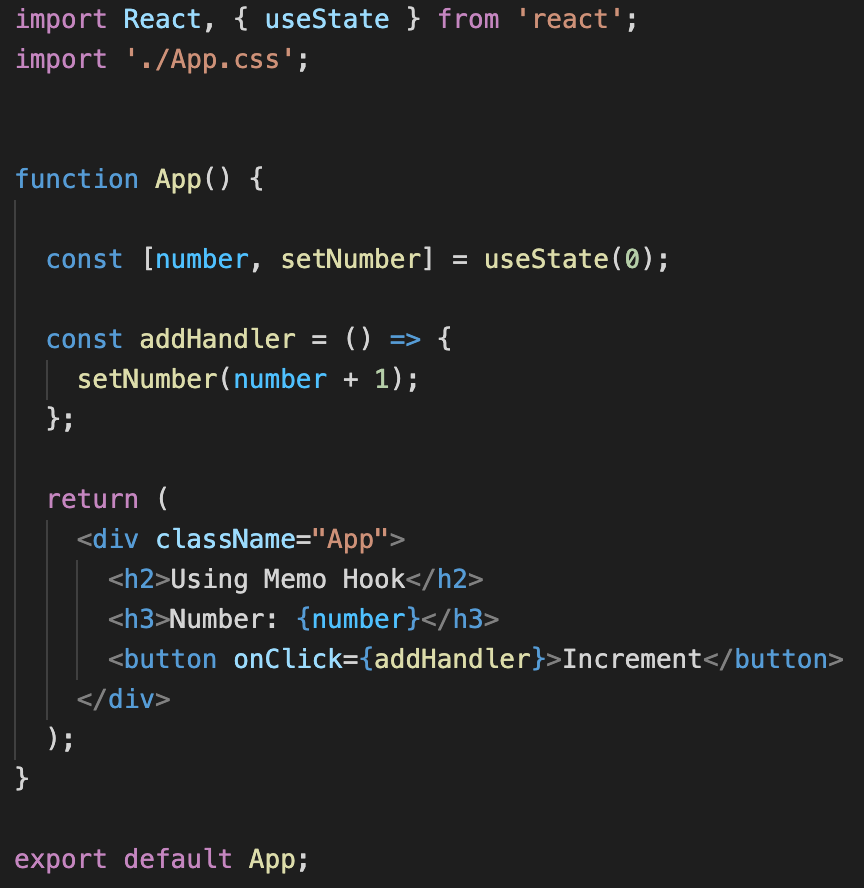 import React, { useState } from 'react';
import './App.css';
function App() {
const [number, setNumber] = useState(0);
const addHandler = () => {
setNumber(number + 1);
};
return (
<div className="App">
<h2>Using Memo Hook</h2>
<h3>Number: {number}</h3>
<button onClick={addHandler}>Increment</button>
</div>
);
}
export default App;